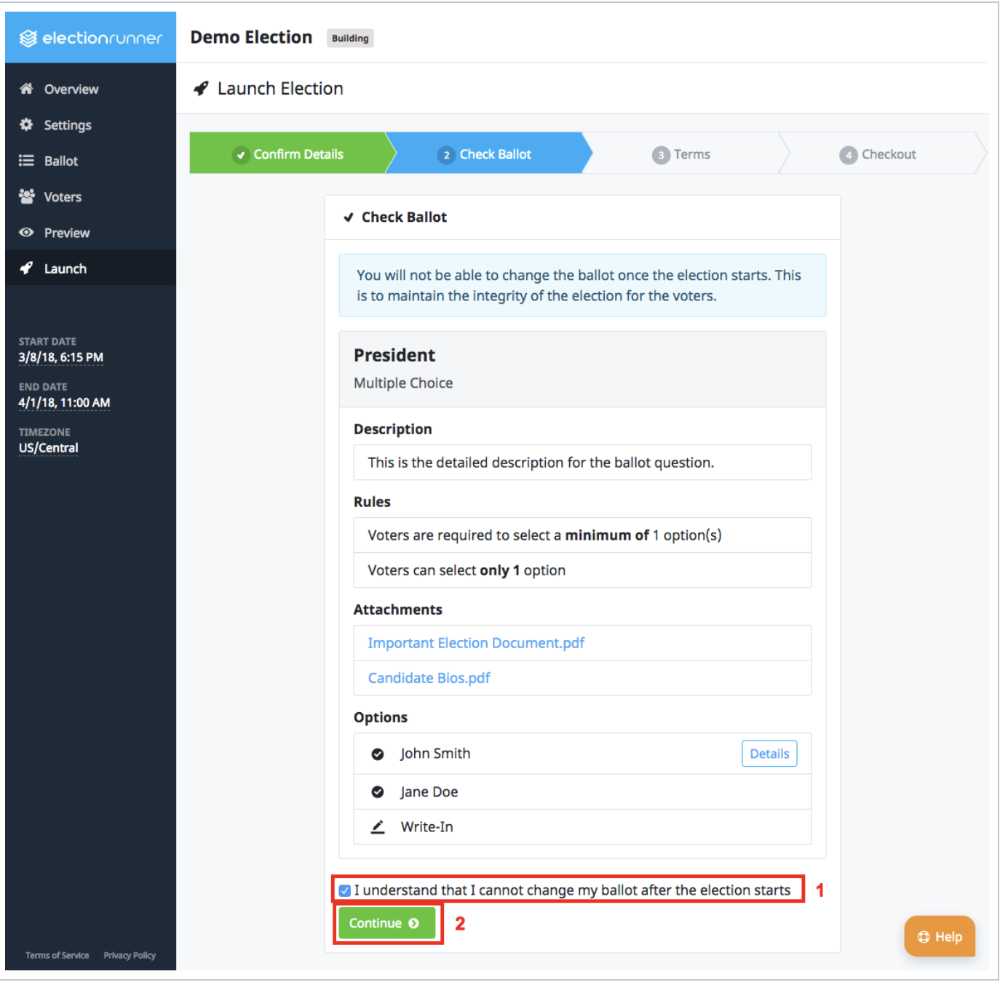 electionrunner
Demo Election
Building
Overview
Settings
Ballot
Voters
Preview
Launch
START DATE
3/8/18, 6:15 PM
END DATE
4/1/18, 11:00 AM
TIMEZONE
US/Central
Terms of Service
Privacy Policy
Launch Election
Confirm Details
2 Check Ballot
3 Terms
4 Checkout
Check Ballot
You will not be able to change the ballot once the election starts. This
is to maintain the integrity of the election for the voters.
President
Multiple Choice
Description
This is the detailed description for the ballot question.
Rules
Voters are required to select a minimum of 1 option(s)
Voters can select only 1 option
Attachments
Important Election Document.pdf
Candidate Bios.pdf
Options
John Smith
Details
Jane Doe
Write-In
I understand that I cannot change my ballot after the election starts
1
Continue
2
Help